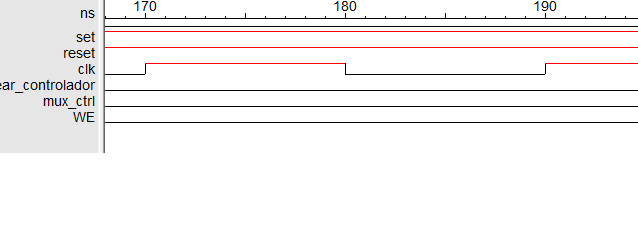 ns 170 180 190
set
reset
clk
ear_controlador
mux_ctrl
WE